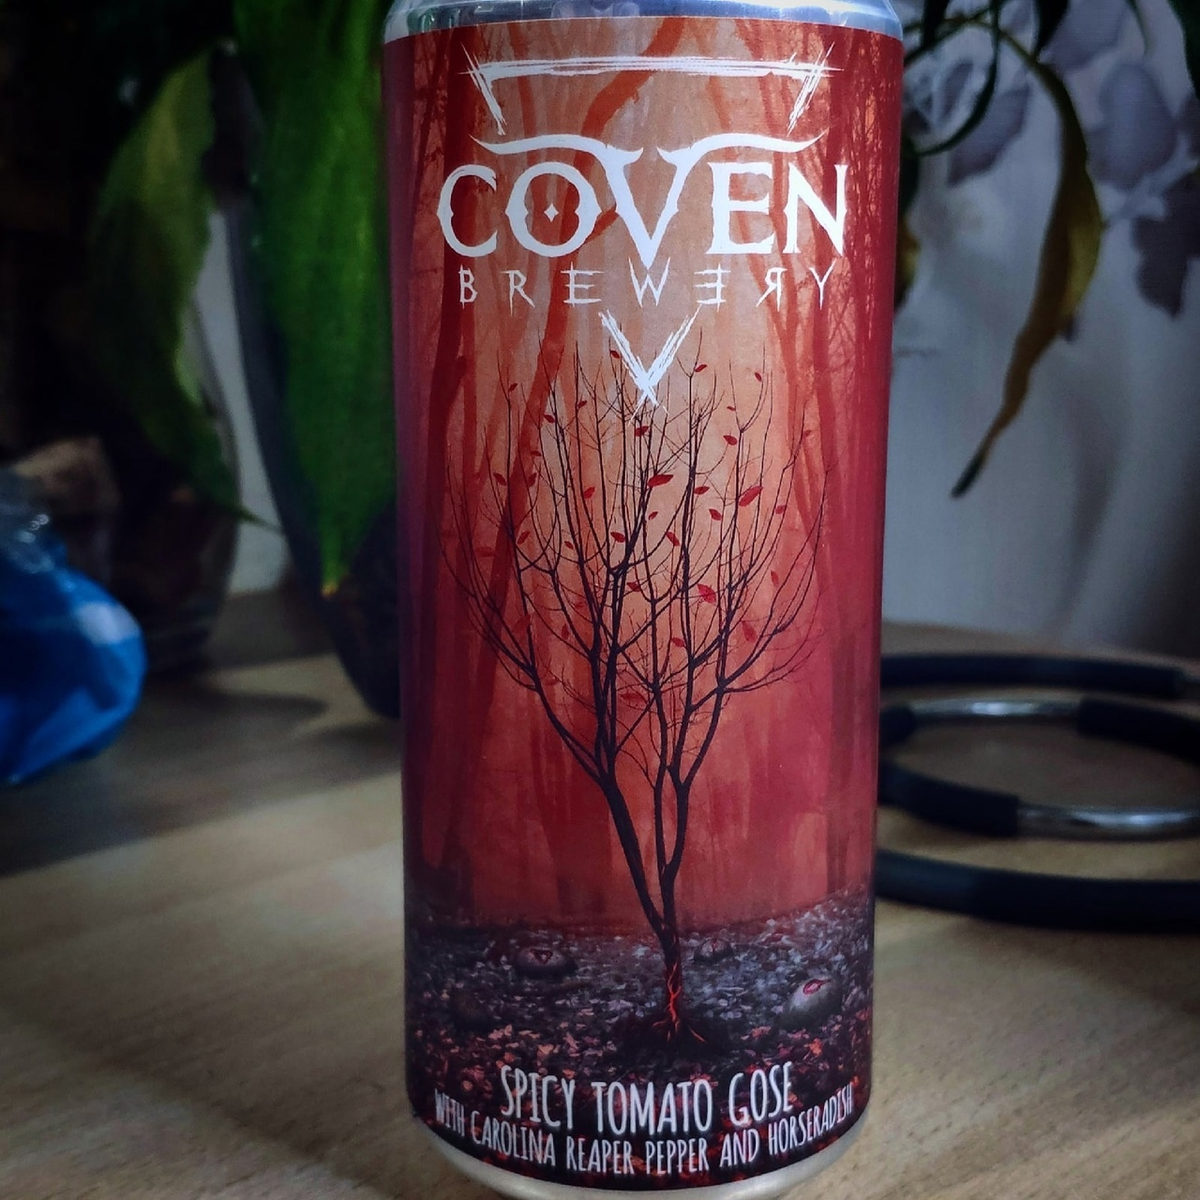 COVEN
BREWERY
SPICY TOMATO GOSE
WITH CAROLINA REAPER PEPPER AND HORSERADISH